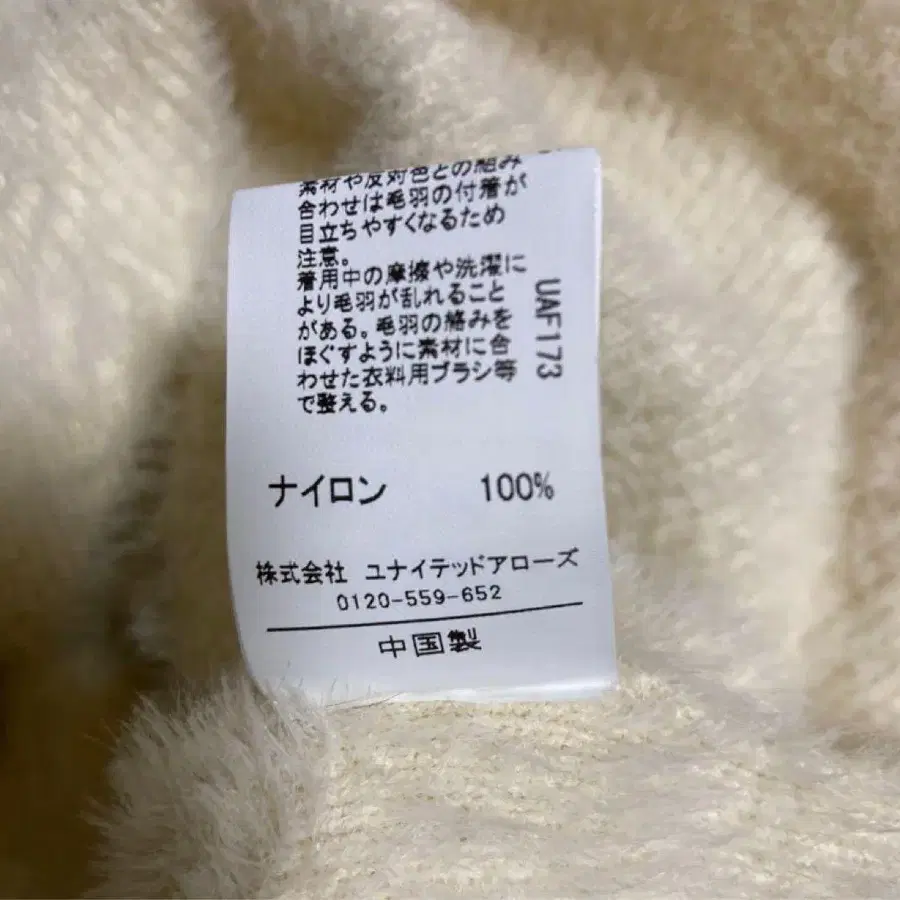 素材や反対色との組み
合わせは毛羽の付着が
目立ちやすくなるため
注意。
着用中の摩擦や洗濯に
より毛羽が乱れること
がある。毛羽の絡みを
ほぐすように素材に合
わせた衣料用ブラシ等
で整える。
UAF173
ナイロン 100%
株式会社 ユナイテッドアローズ
0120-559-652
中国製